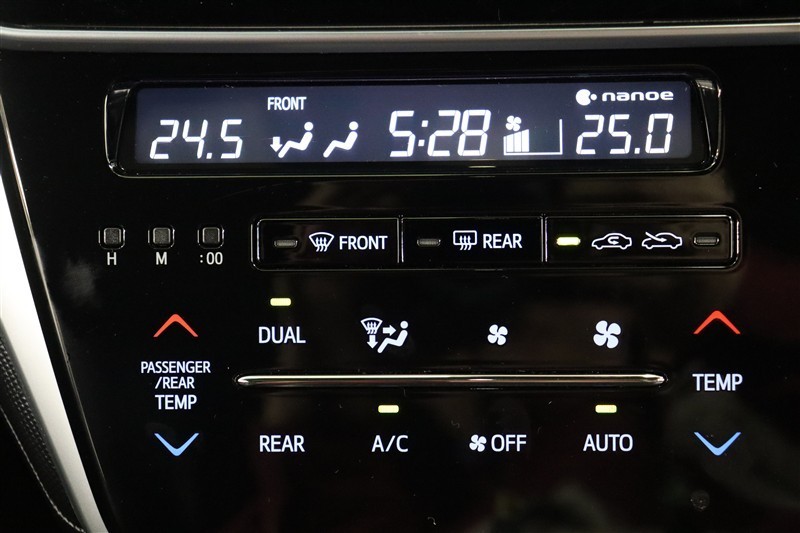 FRONT
nanoe
24.5 5:28 25.0
H M :00
FRONT REAR
DUAL
PASSENGER
/REAR
TEMP
TEMP
REAR A/C OFF AUTO